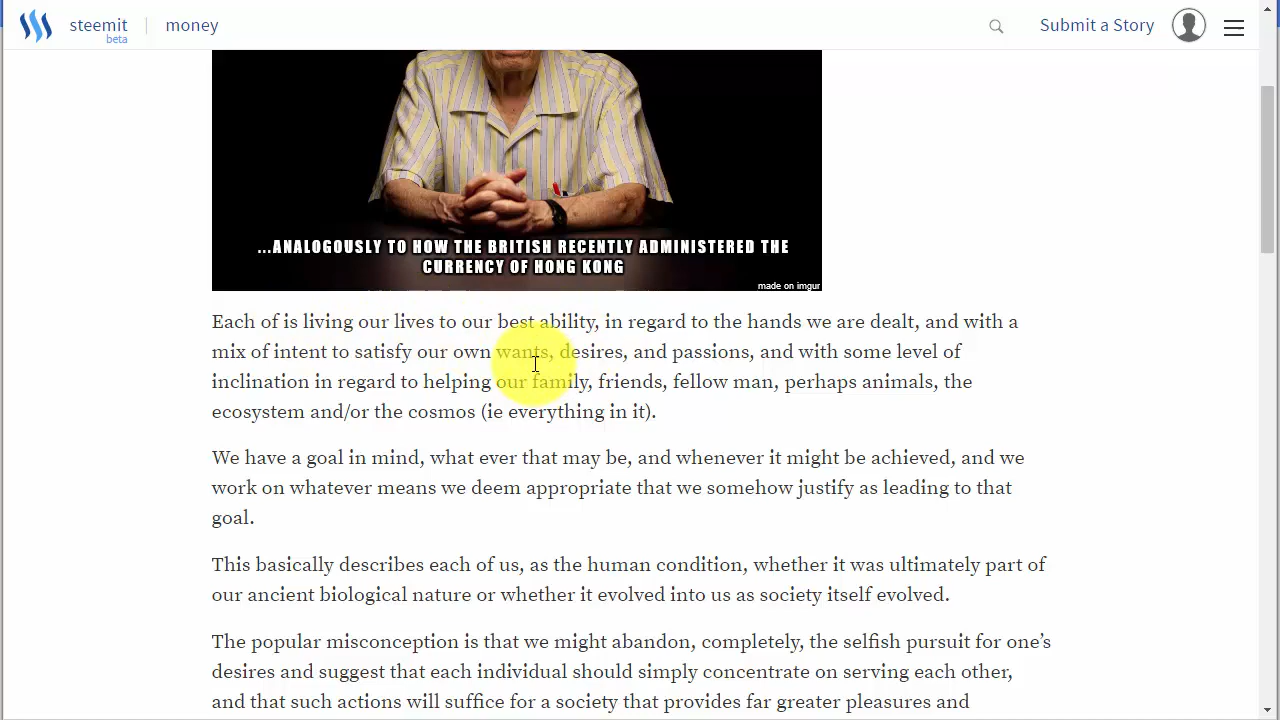 steemit
beta
money
Submit a Story
...ANALOGOUSLY TO HOW THE BRITISH RECENTLY ADMINISTERED THE
CURRENCY OF HONG KONG
made on imgur
Each of is living our lives to our best ability, in regard to the hands we are dealt, and with a
mix of intent to satisfy our own wants, desires, and passions, and with some level of
inclination in regard to helping our family, friends, fellow man, perhaps animals, the
ecosystem and/or the cosmos (ie everything in it).
We have a goal in mind, what ever that may be, and whenever it might be achieved, and we
work on whatever means we deem appropriate that we somehow justify as leading to that
goal.
This basically describes each of us, as the human condition, whether it was ultimately part of
our ancient biological nature or whether it evolved into us as society itself evolved.
The popular misconception is that we might abandon, completely, the selfish pursuit for one’s
desires and suggest that each individual should simply concentrate on serving each other,
and that such actions will suffice for a society that provides far greater pleasures and